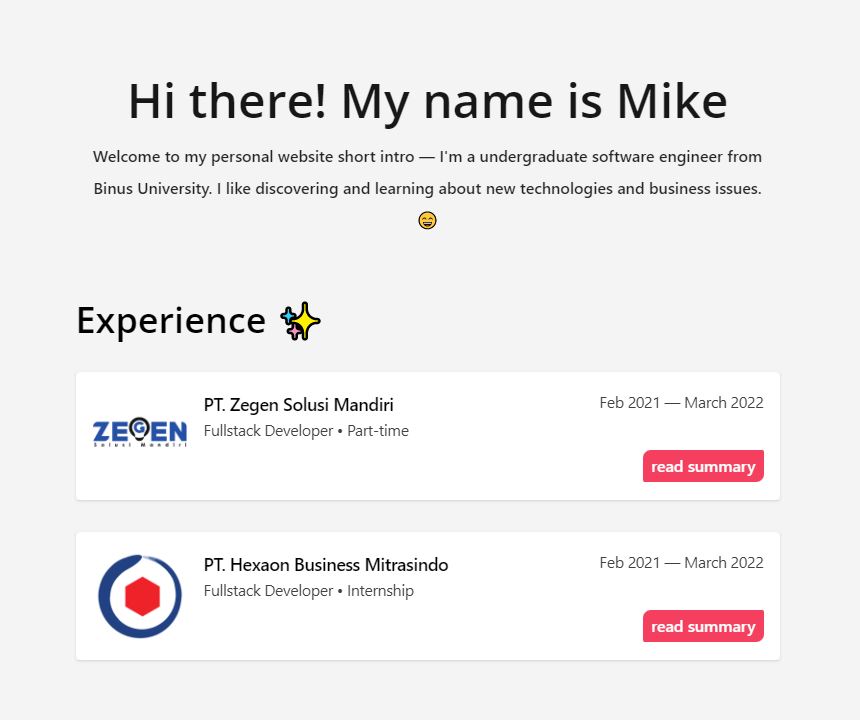 Hi there! My name is Mike
Welcome to my personal website short intro — I'm a undergraduate software engineer from
Binus University. I like discovering and learning about new technologies and business issues.
😄
Experience ✨
ZEGEN
Solusi Mandiri
PT. Zegen Solusi Mandiri
Fullstack Developer • Part-time
Feb 2021 — March 2022
read summary
PT. Hexaon Business Mitrasindo
Fullstack Developer • Internship
Feb 2021 — March 2022
read summary